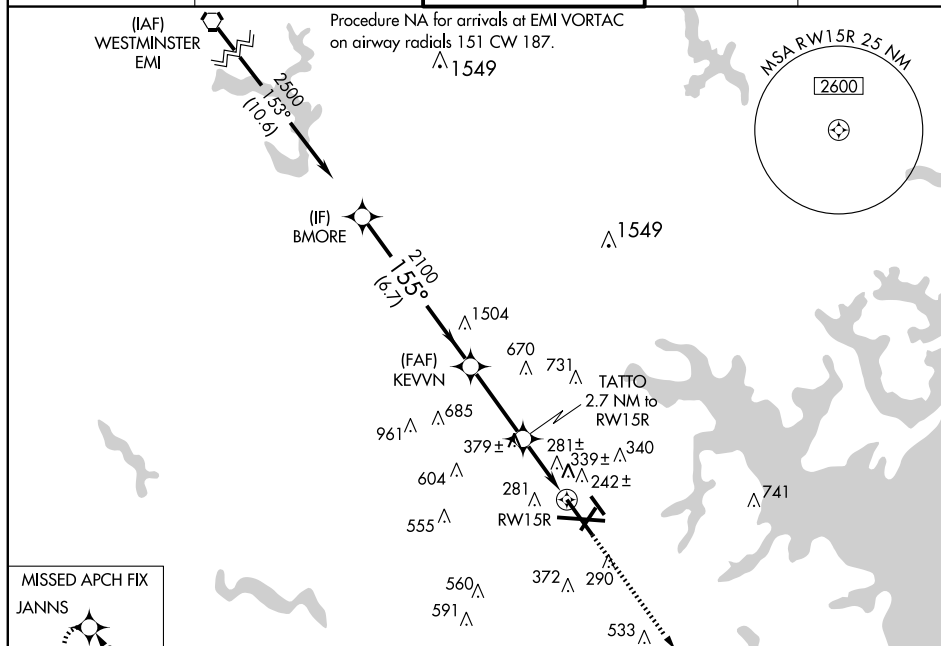 (IAF)
WESTMINSTER
EMI
Procedure NA for arrivals at EMI VORTAC
on airway radials 151 CW 187.
1549
MSA RW15R 25 NM
2600
2500
153°
(10.6)
(IF)
BMORE
1549
2100
155°
(6.7)
1504
(FAF)
KEVVN
670
731
TATTO
2.7 NM to
RW15R
961
685
379±
281±
339±
340
604
242±
281
741
555
RW15R
MISSED APCH FIX
JANNS
560
372
290
591
533